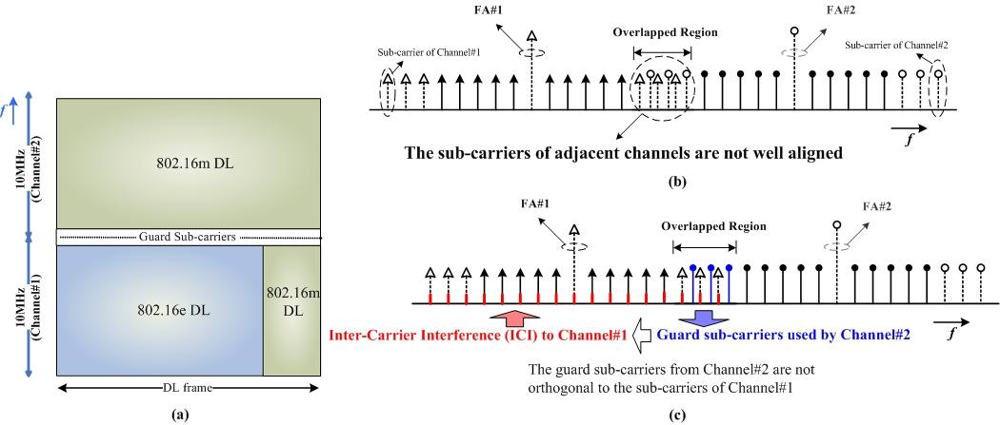 f
10MHz
(Channel#2)
802.16m DL
Guard Sub-carriers
10MHz
(Channel#1)
802.16e DL
802.16m
DL
DL frame
(a)
FA#1
FA#2
Overlapped Region
Sub-carrier of Channel#1
Sub-carrier of Channel#2
f
The sub-carriers of adjacent channels are not well aligned
(b)
FA#1
FA#2
Overlapped Region
f
Inter-Carrier Interference (ICI) to Channel#1
Guard sub-carriers used by Channel#2
The guard sub-carriers from Channel#2 are not
orthogonal to the sub-carriers of Channel#1
(c)